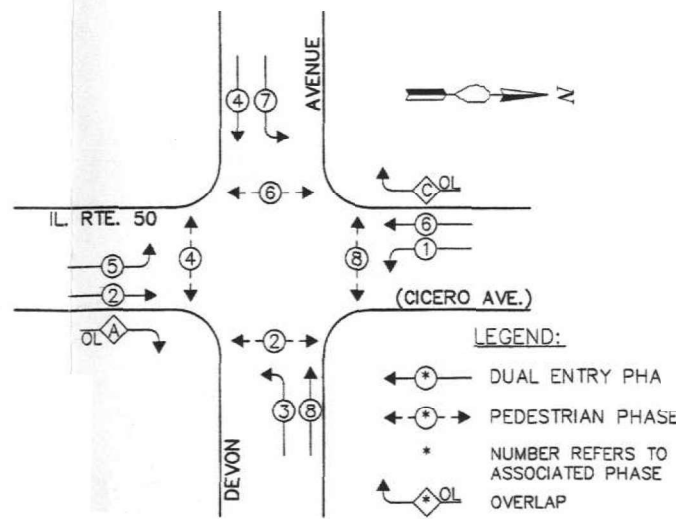 AVENUE
4 7
N
6
C OL
IL. RTE. 50
6
4
8
1
5
2
(CICERO AVE.)
OL A
2
LEGEND:
* DUAL ENTRY PHA
3 8
* PEDESTRIAN PHASE
* NUMBER REFERS TO
ASSOCIATED PHASE
DEVON
* OL OVERLAP